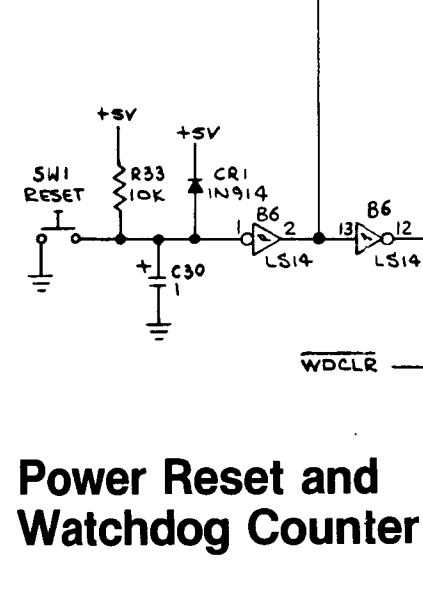 +5V
+5V
SW1
RESET
R33
10K
CR1
1N914
B6
1
2
LS14
B6
13
12
LS14
+
C30
1
WDCLR
Power Reset and
Watchdog Counter